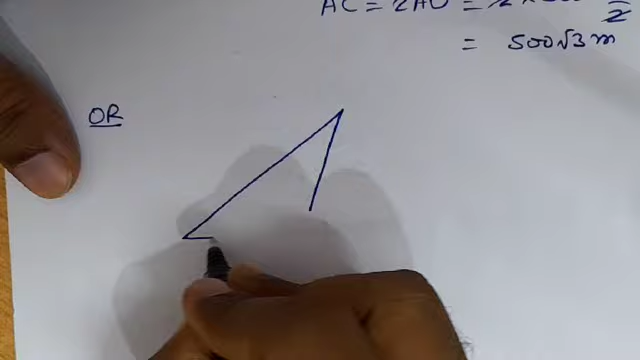 AC = 2AO =
= 500√3 m
OR